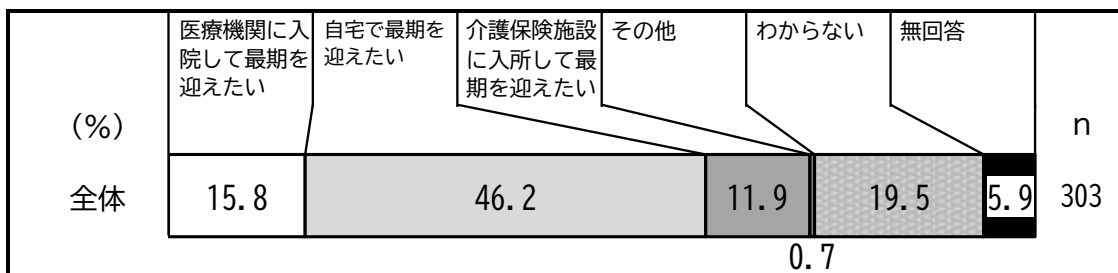 医療機関に入
院して最期を
迎えたい
自宅で最期を
迎えたい
介護保険施設
に入所して最
期を迎えたい
その他
わからない
無回答
(%)
n
全体
15.8
46.2
11.9
19.5
5.9
303
0.7